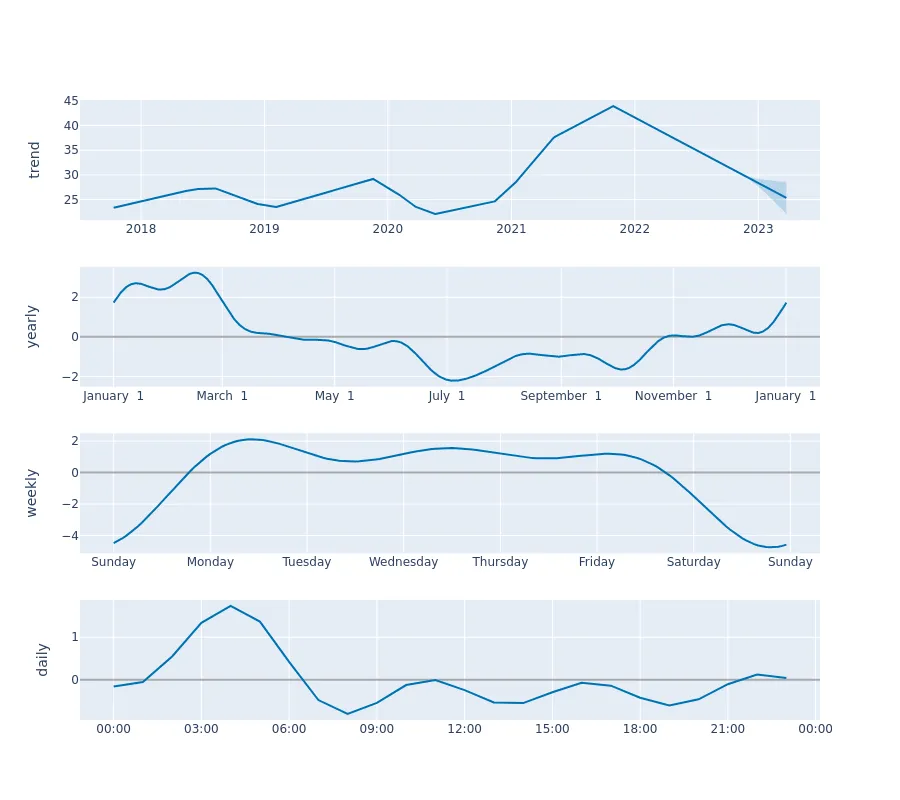 45
40
35
30
25
trend
2018 2019 2020 2021 2022 2023
2
0
−2
yearly
January 1 March 1 May 1 July 1 September 1 November 1 January 1
2
0
−2
−4
weekly
Sunday Monday Tuesday Wednesday Thursday Friday Saturday Sunday
1
0
daily
00:00 03:00 06:00 09:00 12:00 15:00 18:00 21:00 00:00